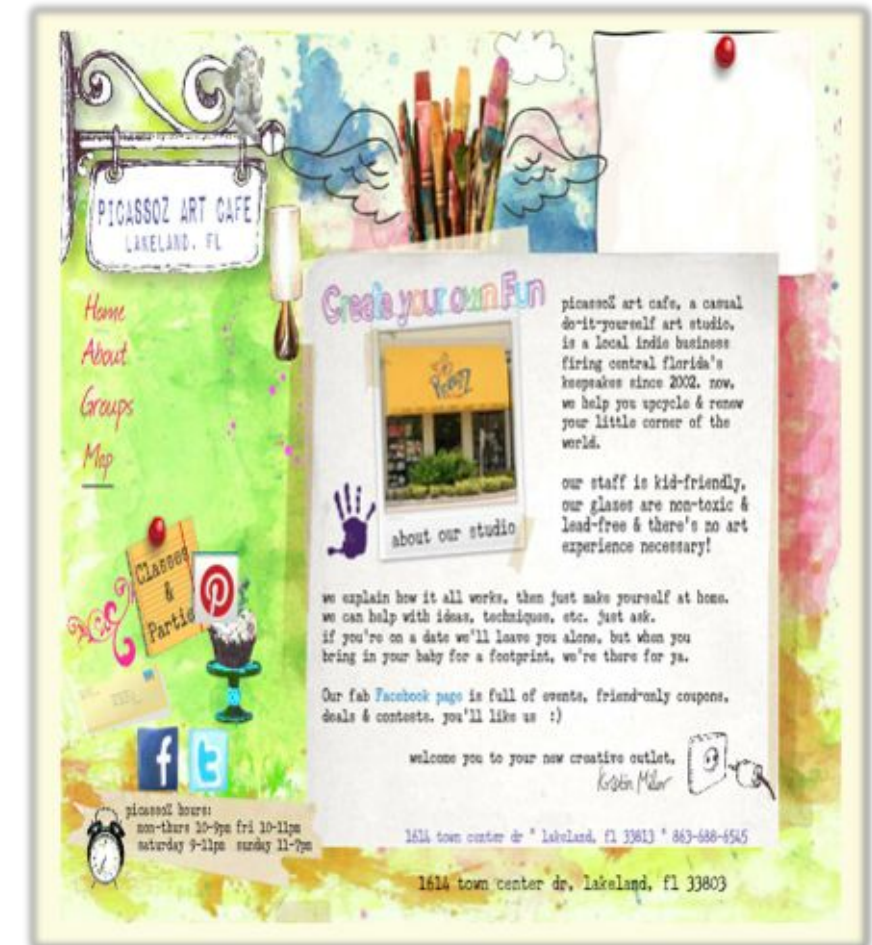 PICASSOZ ART CAFE
LAKELAND, FL
Home
About
Groups
Map
Classes
&
Partie
f
t
picassoZ hours:
mon-thurs 10-9pm fri 10-11pm
saturday 9-11pm sunday 11-7pm
Create your own Fun
about our studio
picassoZ art cafe, a casual
do-it-yourself art studio,
is a local indie business
firing central florida's
keepsakes since 2002. now,
we help you upcycle & renew
your little corner of the
world.
our staff is kid-friendly,
our glazes are non-toxic &
lead-free & there's no art
experience necessary!
we explain how it all works, then just make yourself at home.
we can help with ideas, techniques, etc. just ask.
if you're on a date we'll leave you alone, but when you
bring in your baby for a footprint, we're there for ya.
Our fab Facebook page is full of events, friend-only coupons,
deals & contests. you'll like us :)
welcome you to your new creative outlet,
1614 town center dr * lakeland, fl 33813 * 863-688-6545
1614 town center dr, lakeland, fl 33803